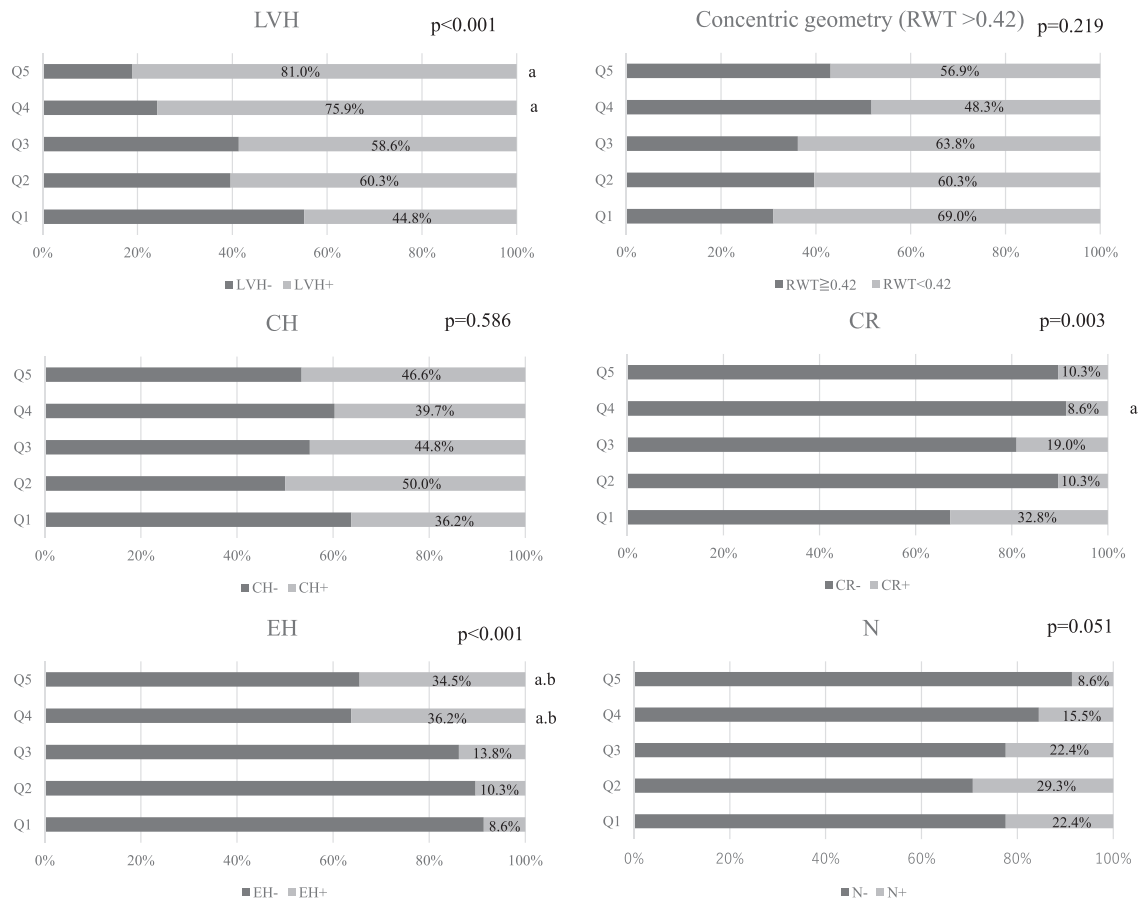 LVH
p<0.001
Q5
81.0%
a
Q4
75.9%
a
Q3
58.6%
Q2
60.3%
Q1
44.8%
0%
20%
40%
60%
80%
100%
LVH-
LVH+
Concentric geometry (RWT >0.42)
p=0.219
Q5
56.9%
Q4
48.3%
Q3
63.8%
Q2
60.3%
Q1
69.0%
0%
20%
40%
60%
80%
100%
RWT≧0.42
RWT<0.42
CH
p=0.586
Q5
46.6%
Q4
39.7%
Q3
44.8%
Q2
50.0%
Q1
36.2%
0%
20%
40%
60%
80%
100%
CH-
CH+
CR
p=0.003
Q5
10.3%
Q4
8.6%
a
Q3
19.0%
Q2
10.3%
Q1
32.8%
0%
20%
40%
60%
80%
100%
CR-
CR+
EH
p<0.001
Q5
34.5%
a.b
Q4
36.2%
a.b
Q3
13.8%
Q2
10.3%
Q1
8.6%
0%
20%
40%
60%
80%
100%
EH-
EH+
N
p=0.051
Q5
8.6%
Q4
15.5%
Q3
22.4%
Q2
29.3%
Q1
22.4%
0%
20%
40%
60%
80%
100%
N-
N+